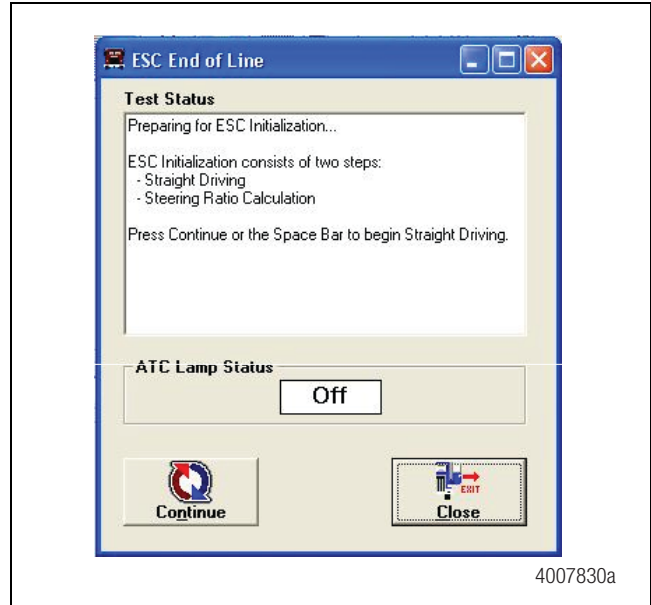 ESC End of Line
Test Status
Preparing for ESC Initialization...
ESC Initialization consists of two steps:
- Straight Driving
- Steering Ratio Calculation
Press Continue or the Space Bar to begin Straight Driving.
ATC Lamp Status
Off
Continue
EXIT
Close
4007830a